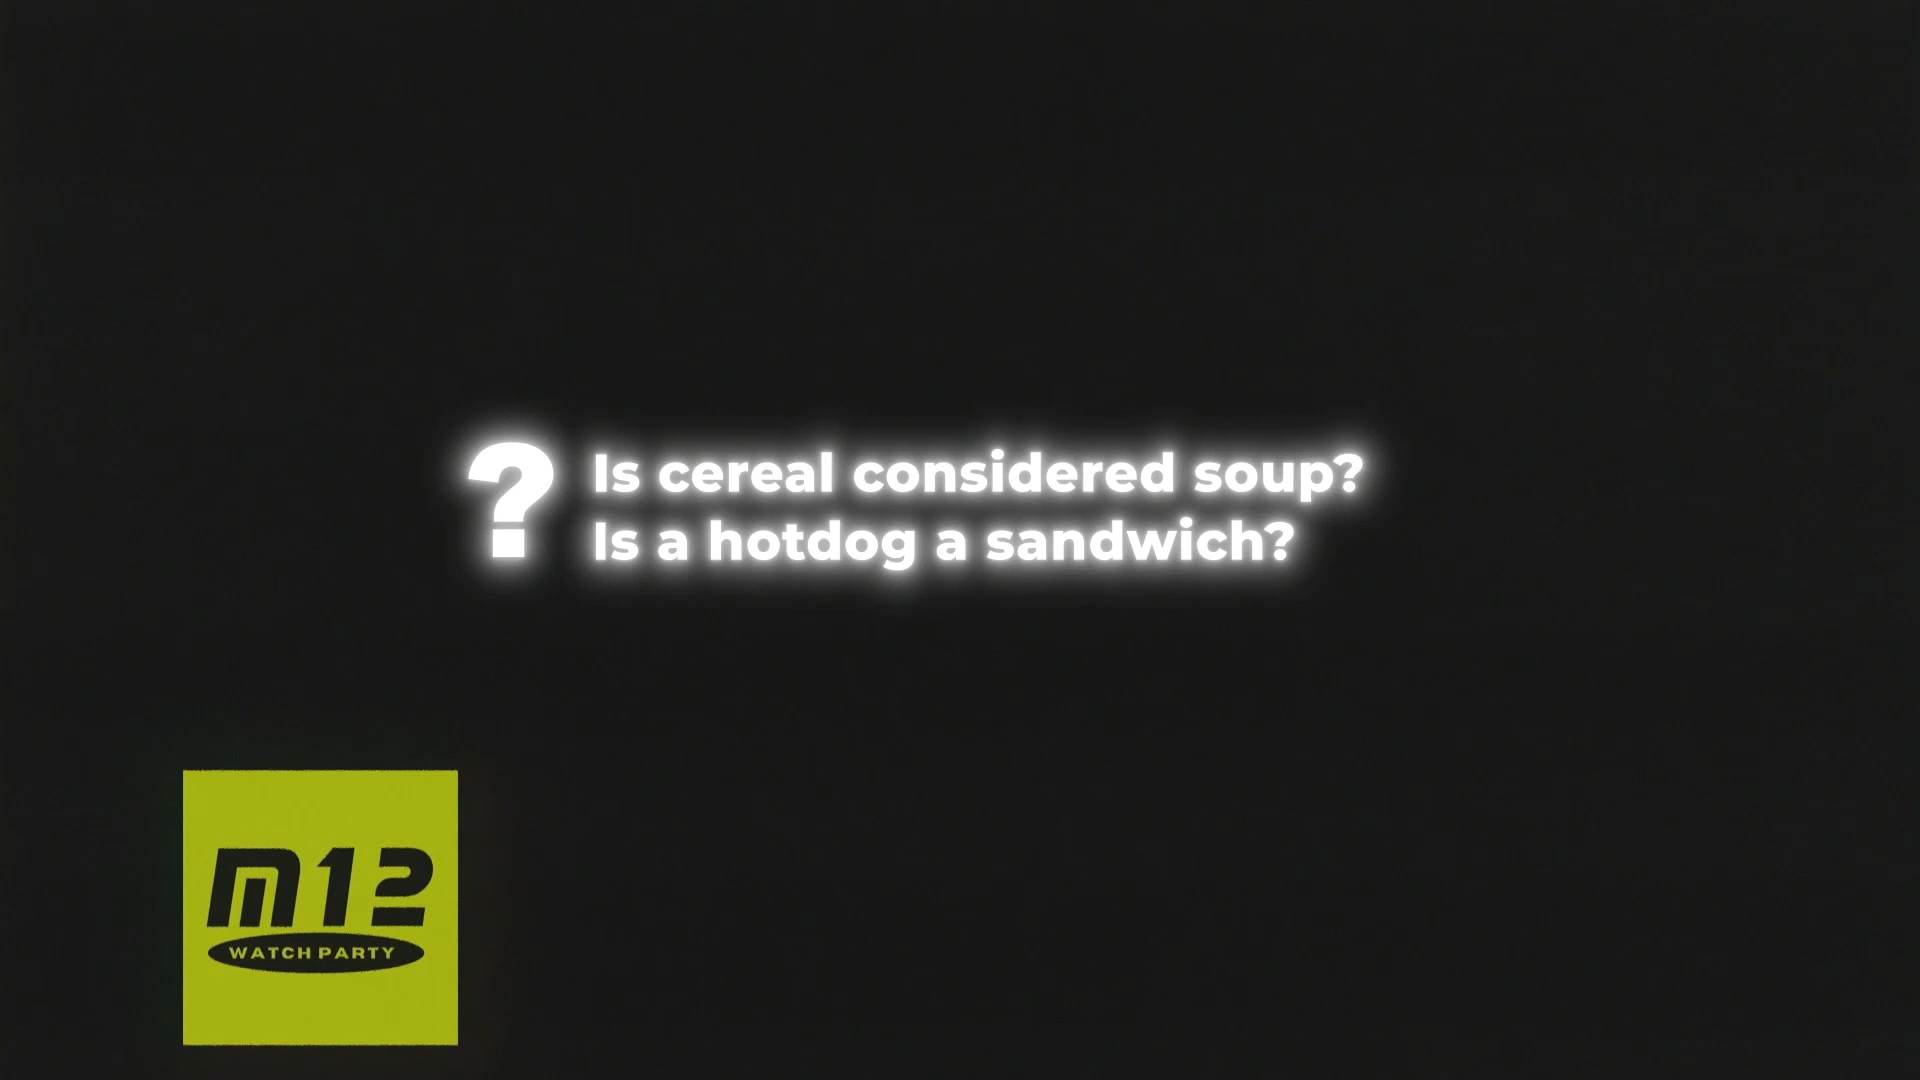 ? Is cereal considered soup?
Is a hotdog a sandwich?
m12
WATCH PARTY